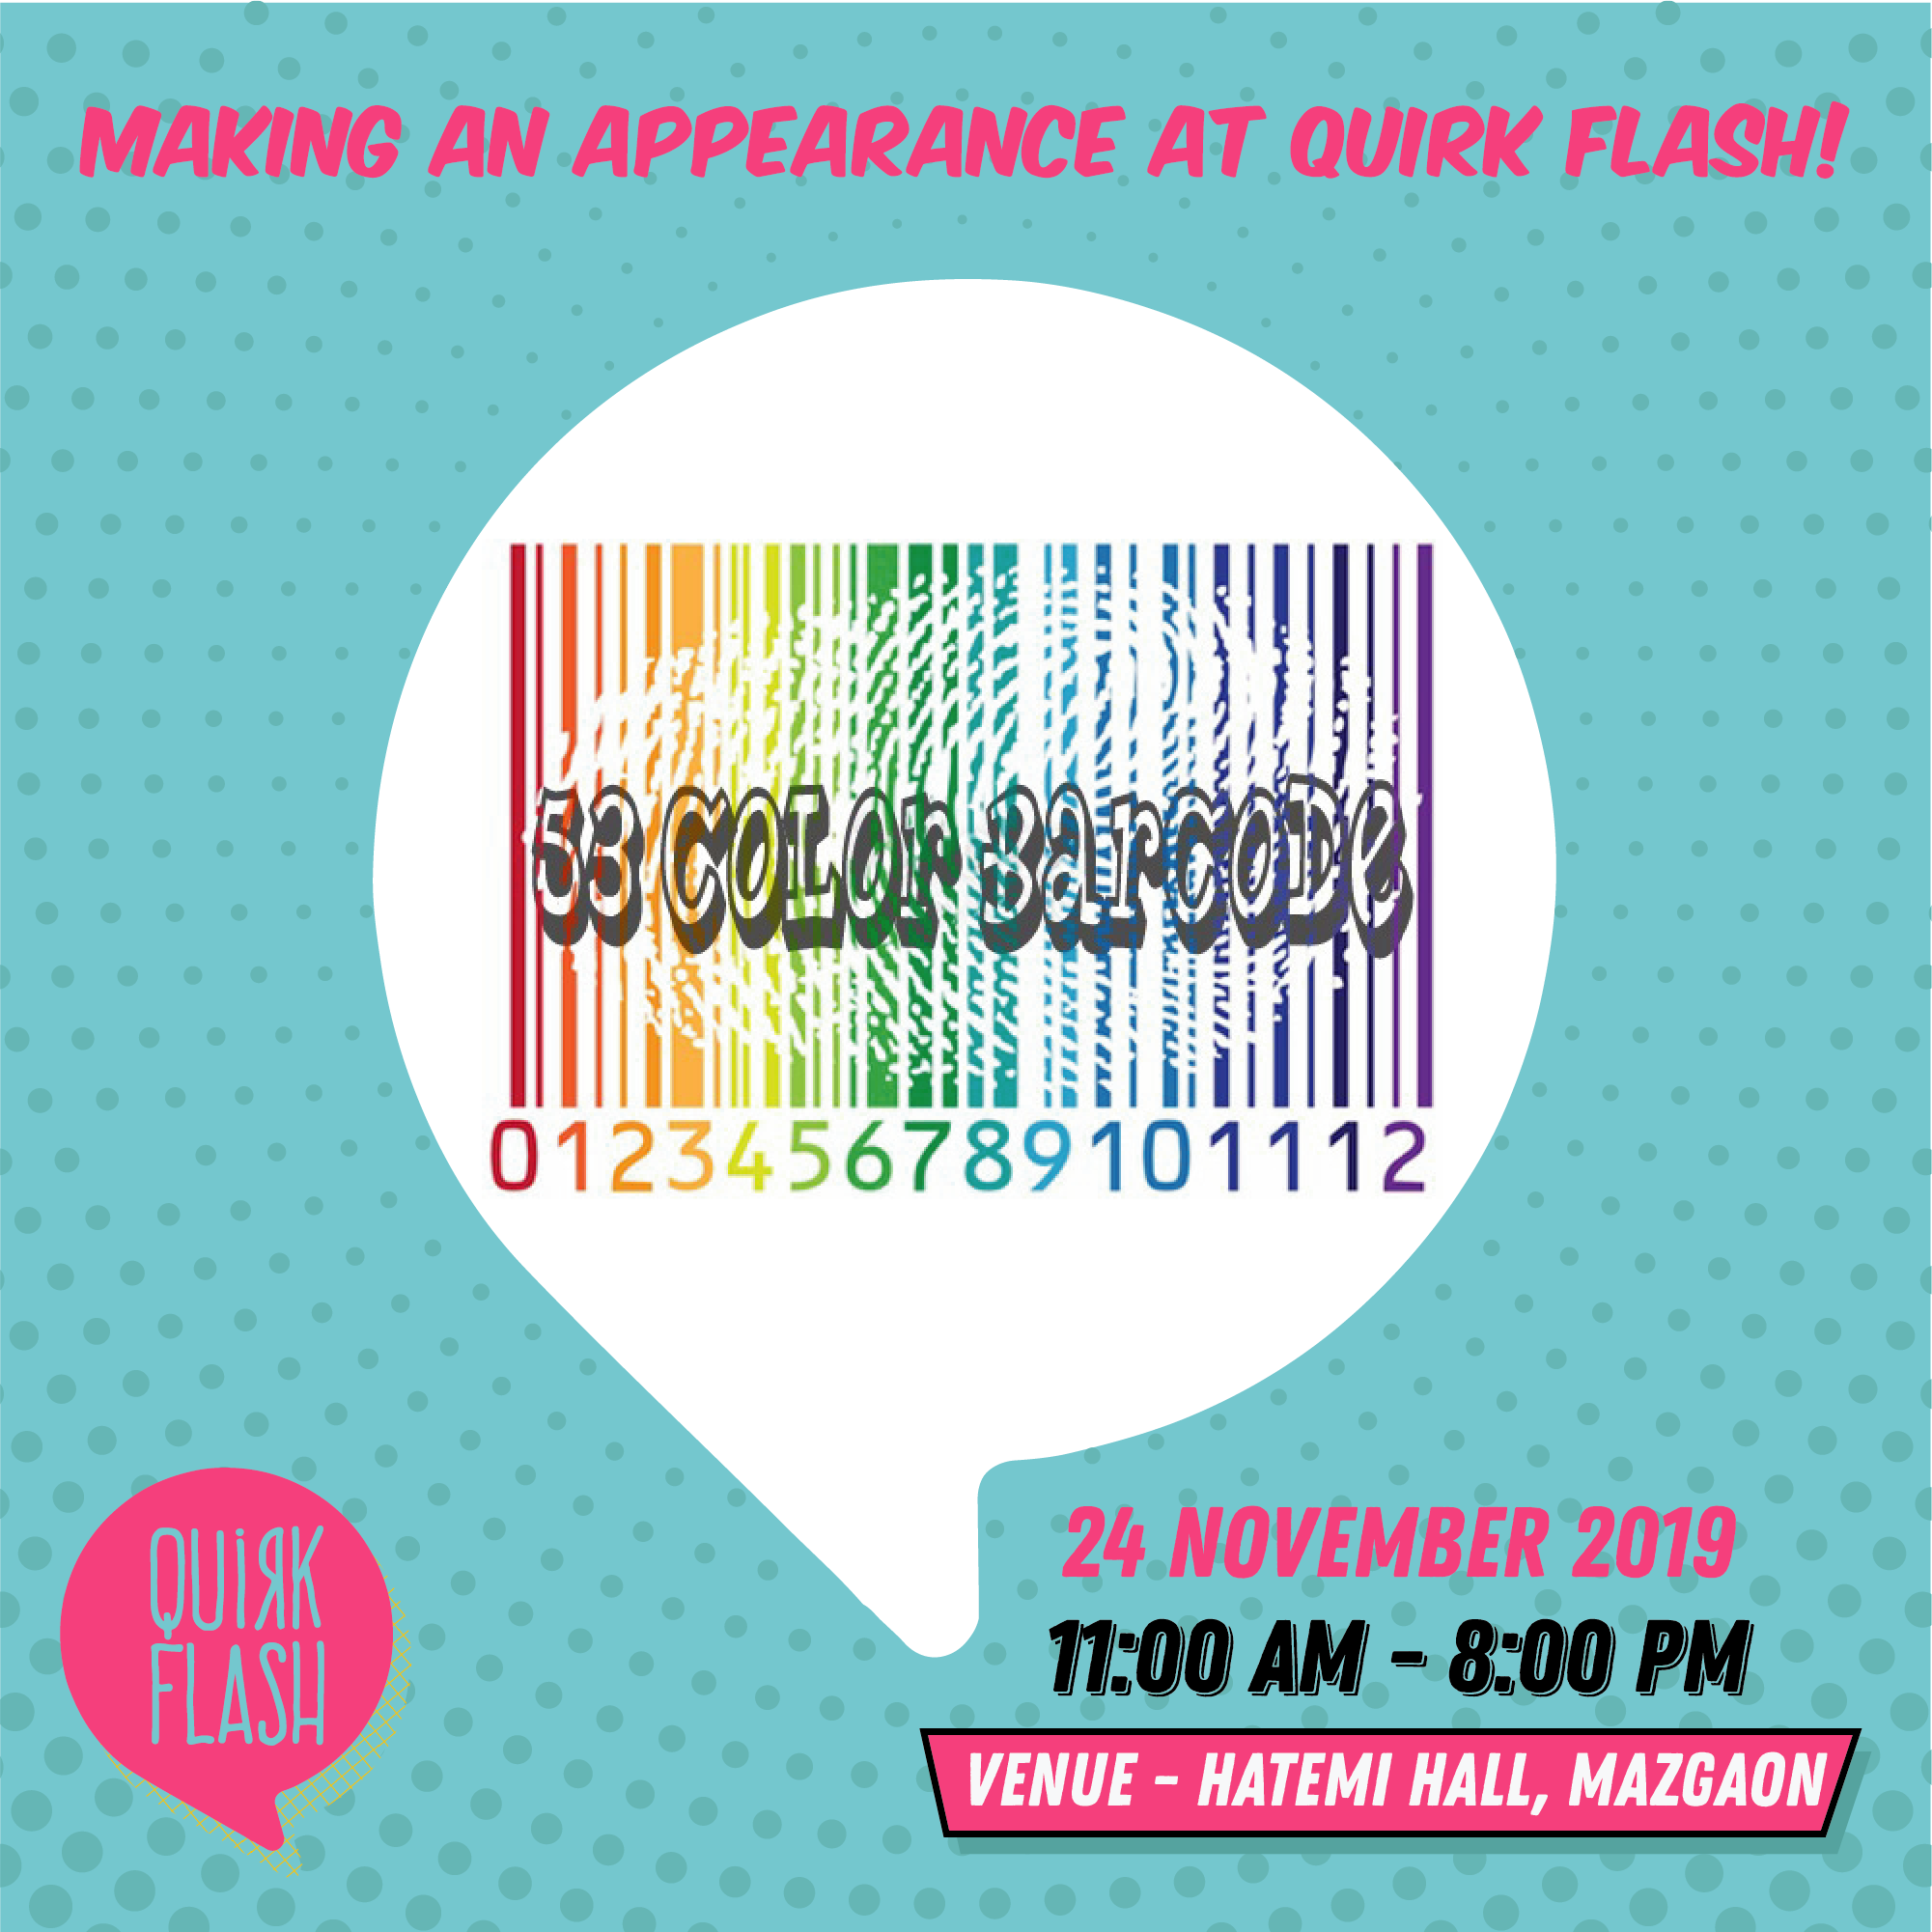 MAKING AN APPEARANCE AT QUIRK FLASH!
53 COLOr BarCODe
0123456789101112
24 NOVEMBER 2019
11:00 AM - 8:00 PM
VENUE - HATEMI HALL, MAZGAON
QUiRK
FLASH